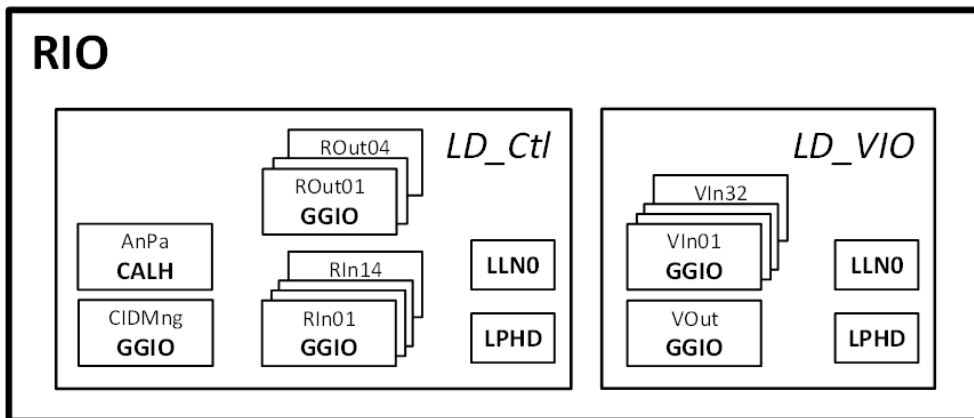 RIO
LD_Ctl
ROut04
ROut01
GGIO
AnPa
CALH
CIDMng
GGIO
RIn14
RIn01
GGIO
LLN0
LPHD
LD_VIO
VIn32
VIn01
GGIO
VOut
GGIO
LLN0
LPHD